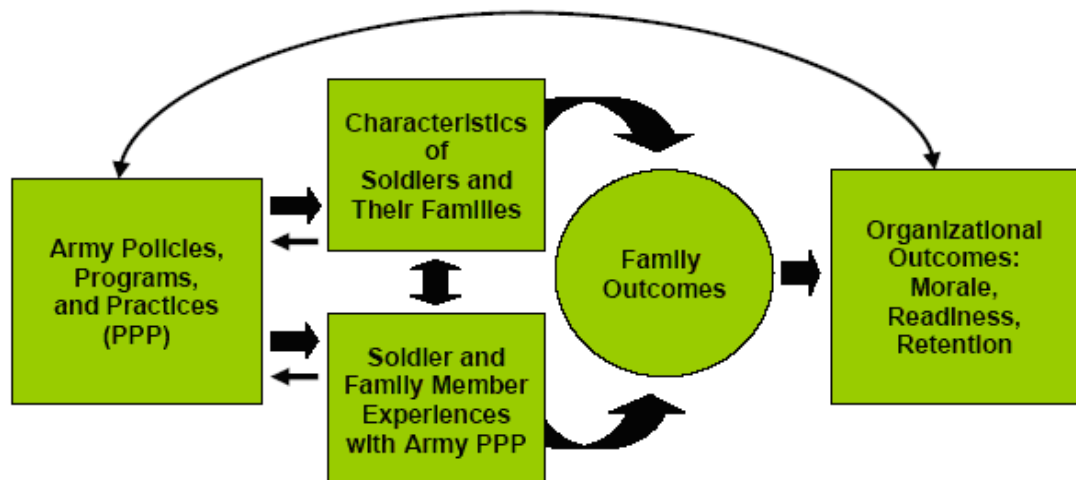 Characteristics
of
Soldiers and
Their Families
Army Policies,
Programs,
and Practices
(PPP)
Family
Outcomes
Organizational
Outcomes:
Morale,
Readiness,
Retention
Soldier and
Family Member
Experiences
with Army PPP